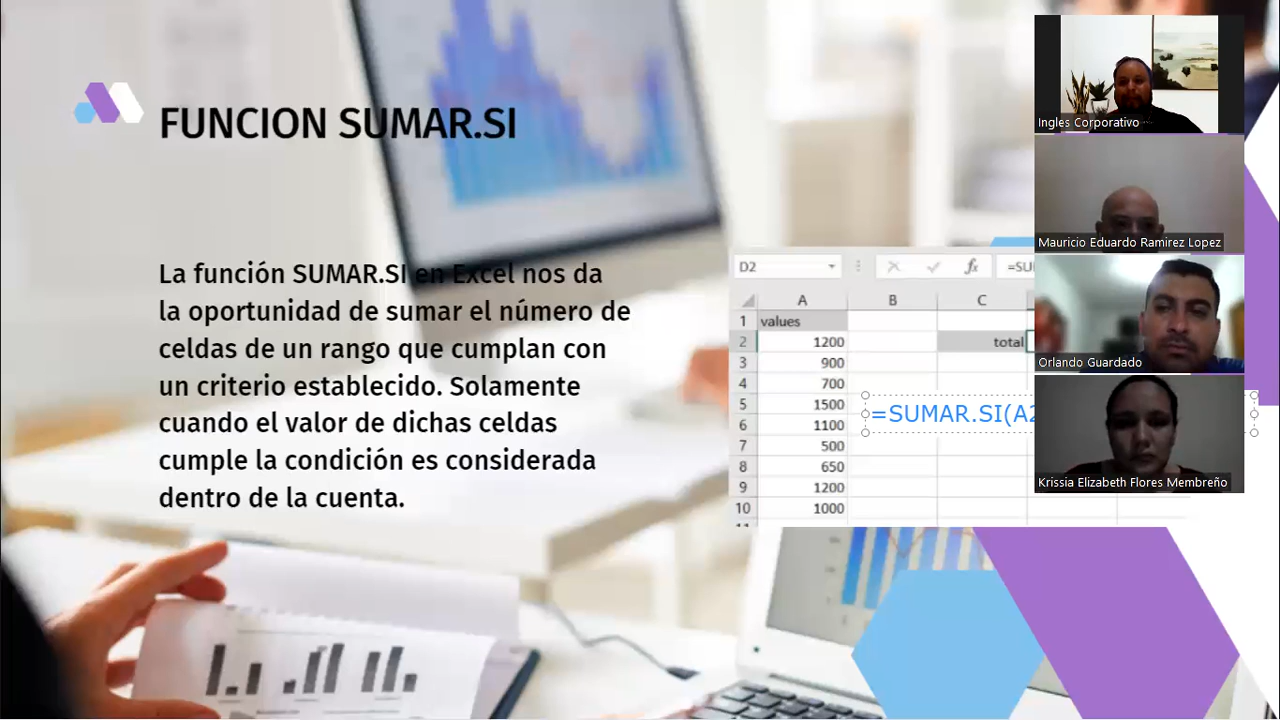 FUNCION SUMAR.SI
La función SUMAR.SI en Excel nos da
la oportunidad de sumar el número de
celdas de un rango que cumplan con
un criterio establecido. Solamente
cuando el valor de dichas celdas
cumple la condición es considerada
dentro de la cuenta.
D2 fx =SU
A B C
1 values
2 1200 total
3 900
4 700
5 1500
6 1100
7 500
8 650
9 1200
10 1000
=SUMAR.SI(A2
Ingles Corporativo
Mauricio Eduardo Ramirez Lopez
Orlando Guardado
Krissia Elizabeth Flores Membreño